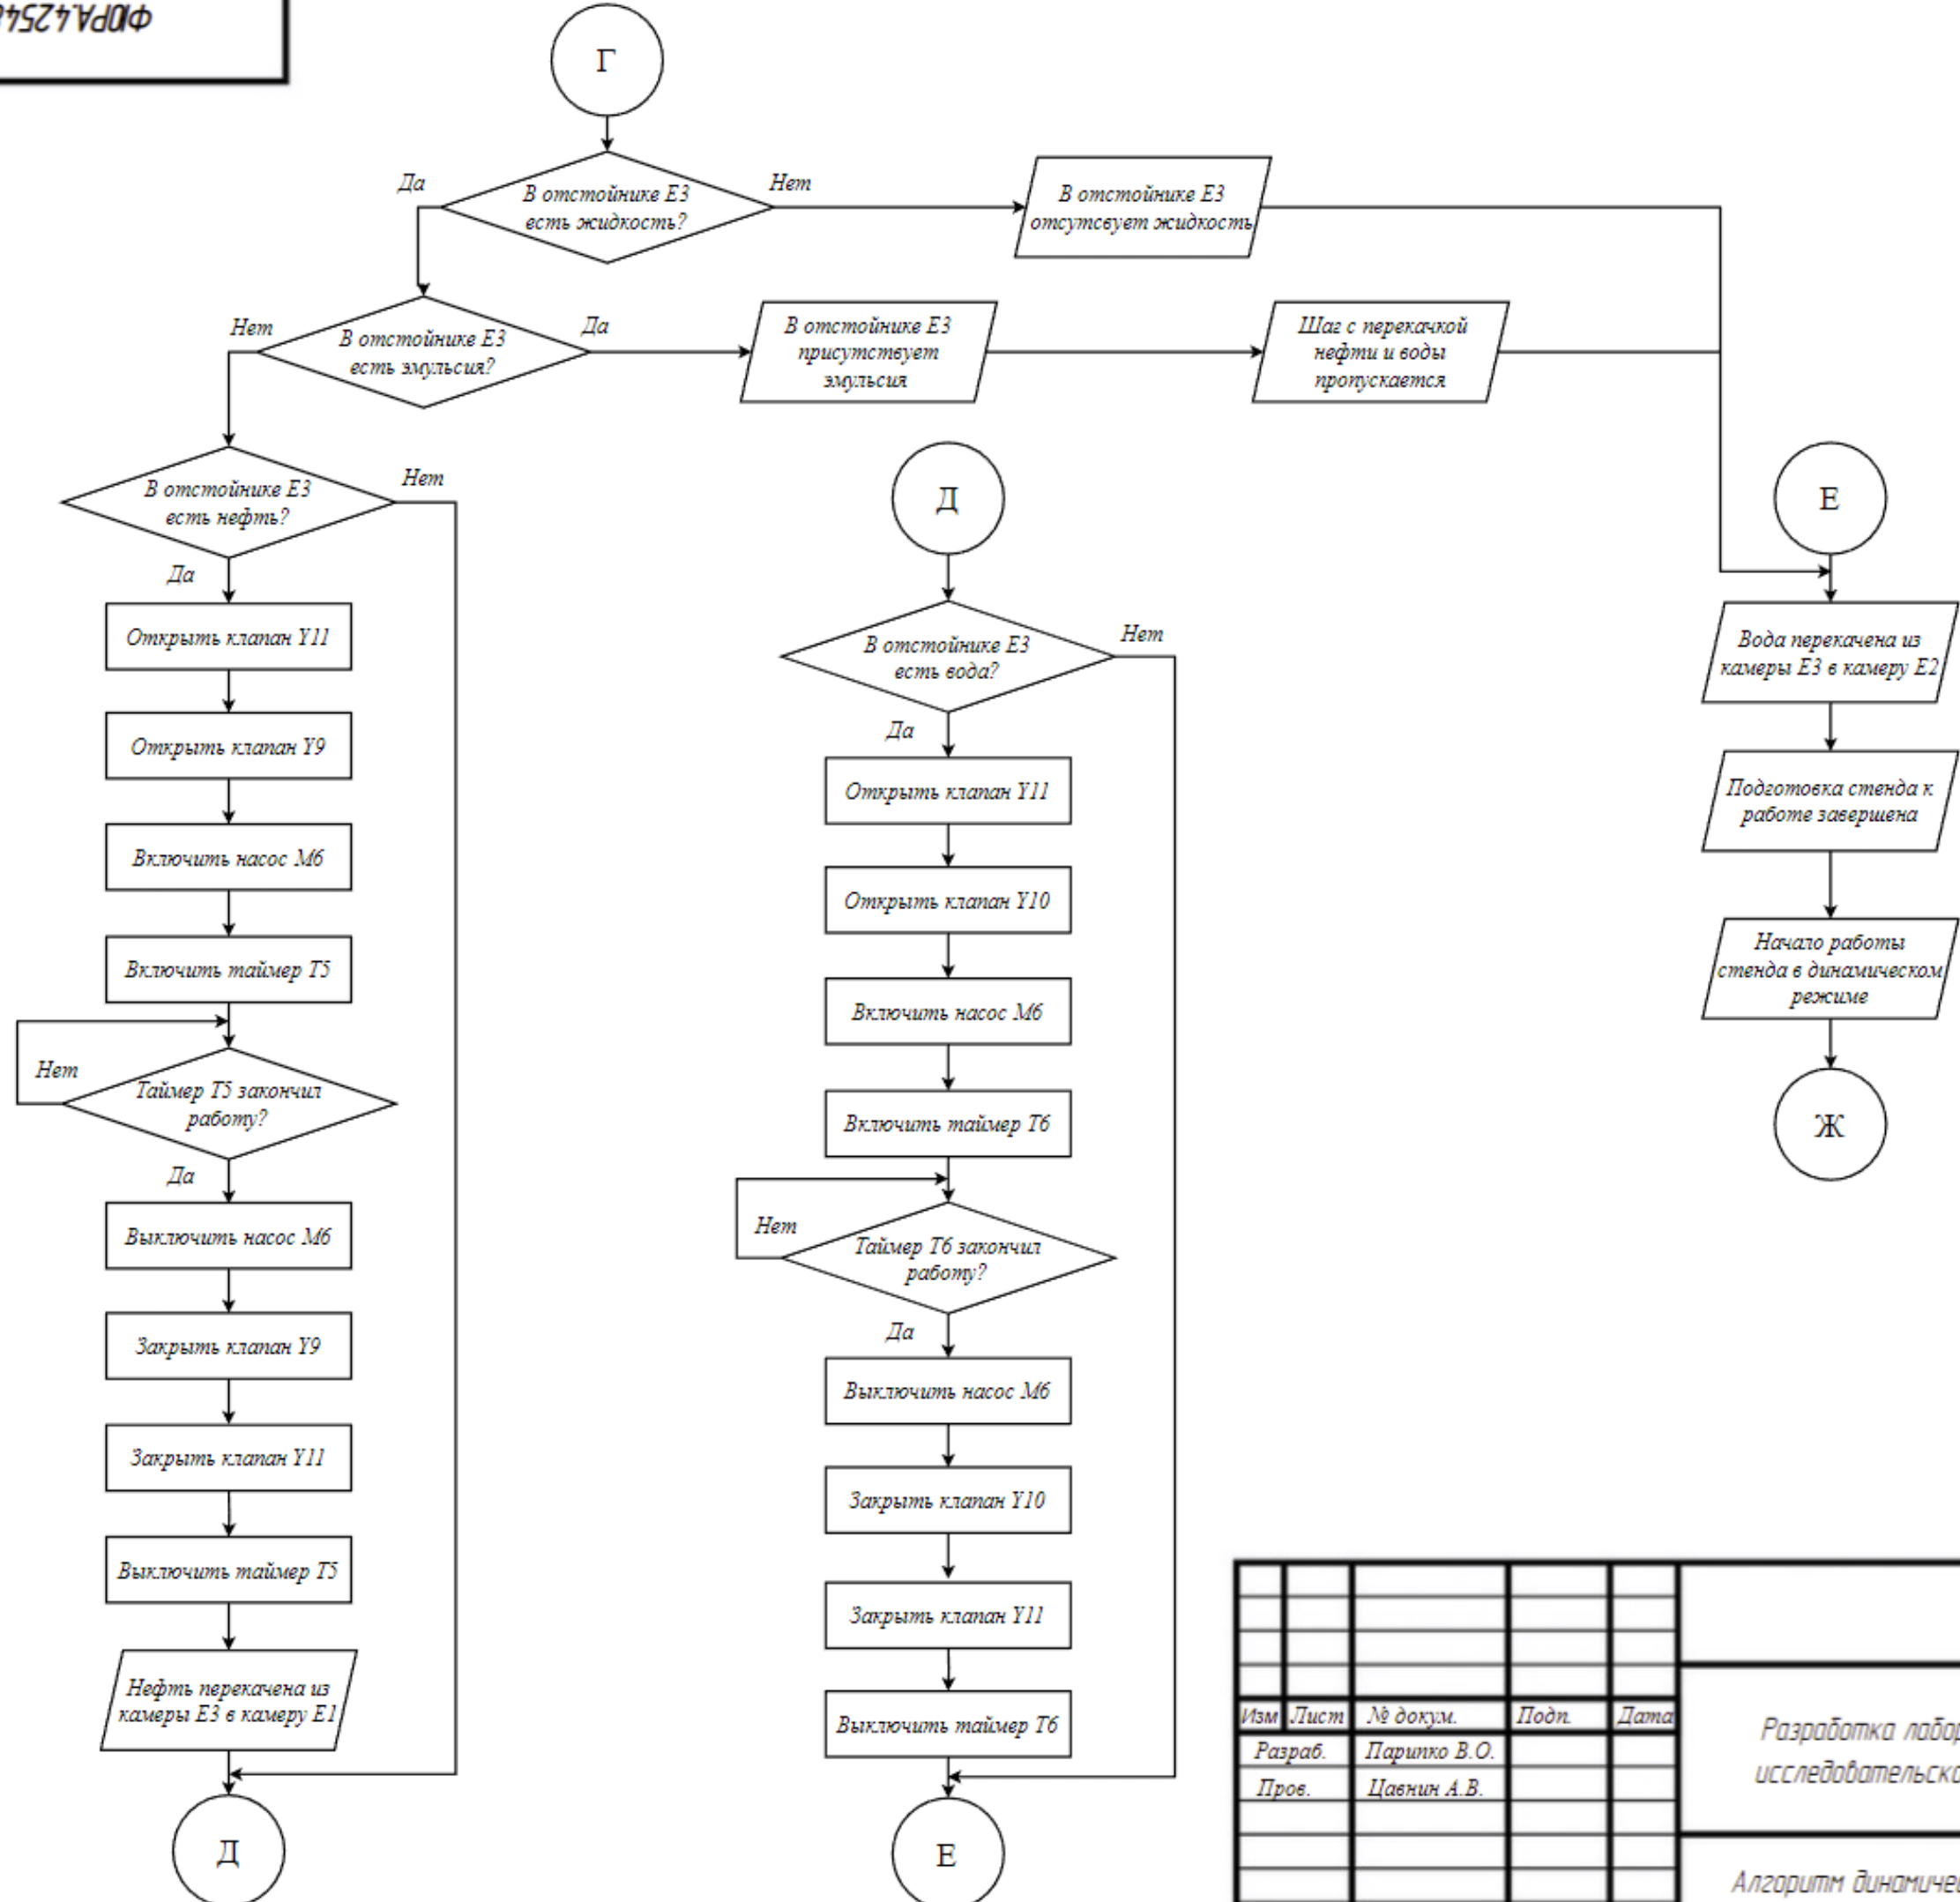 ФЮРА.4254
Г
Да
Нет
В отстойнике Е3
есть жидкость?
В отстойнике Е3
отсутсвует жидкость
Нет
Да
В отстойнике Е3
есть эмульсия?
В отстойнике Е3
присутствует
эмульсия
Шаг с перекачкой
нефти и воды
пропускается
В отстойнике Е3
есть нефть?
Нет
Да
Открыть клапан Y11
Открыть клапан Y9
Включить насос М6
Включить таймер Т5
Нет
Таймер Т5 закончил
работу?
Да
Выключить насос М6
Закрыть клапан Y9
Закрыть клапан Y11
Выключить таймер Т5
Нефть перекачена из
камеры Е3 в камеру Е1
Д
Д
В отстойнике Е3
есть вода?
Нет
Да
Открыть клапан Y11
Открыть клапан Y10
Включить насос М6
Включить таймер Т6
Нет
Таймер Т6 закончил
работу?
Да
Выключить насос М6
Закрыть клапан Y10
Закрыть клапан Y11
Выключить таймер Т6
Е
Е
Вода перекачена из
камеры Е3 в камеру Е2
Подготовка стенда к
работе завершена
Начало работы
стенда в динамическом
режиме
Ж
Изм Лист № докум. Подп. Дата
Разраб. Парипко В.О.
Пров. Цавнин А.В.
Разработка лабор
исследовательско
Алгоритм динамиче